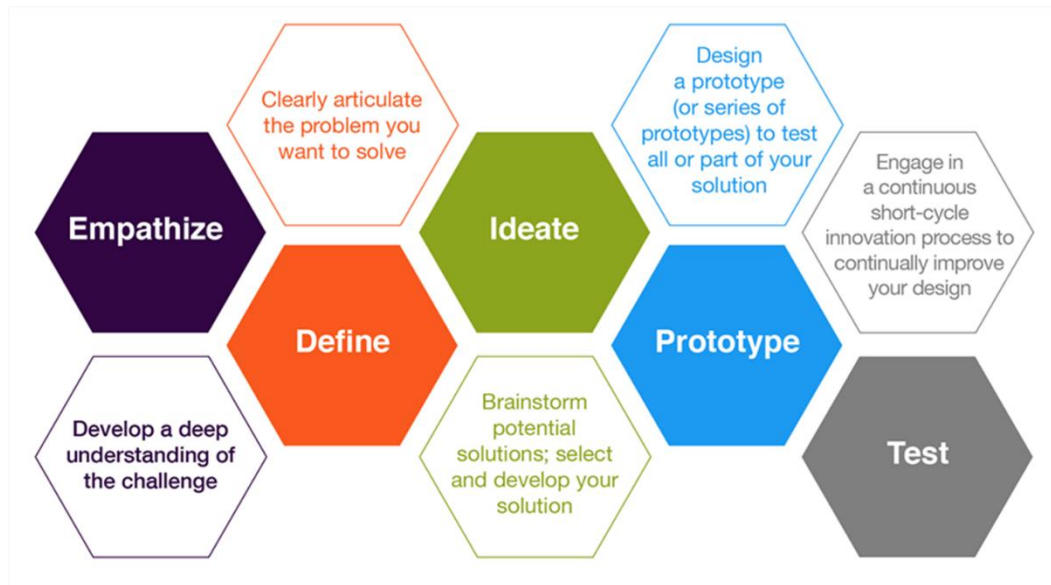 Empathize
Develop a deep
understanding of
the challenge
Clearly articulate
the problem you
want to solve
Define
Ideate
Brainstorm
potential
solutions; select
and develop your
solution
Design
a prototype
(or series of
prototypes) to test
all or part of your
solution
Prototype
Engage in
a continuous
short-cycle
innovation process to
continually improve
your design
Test